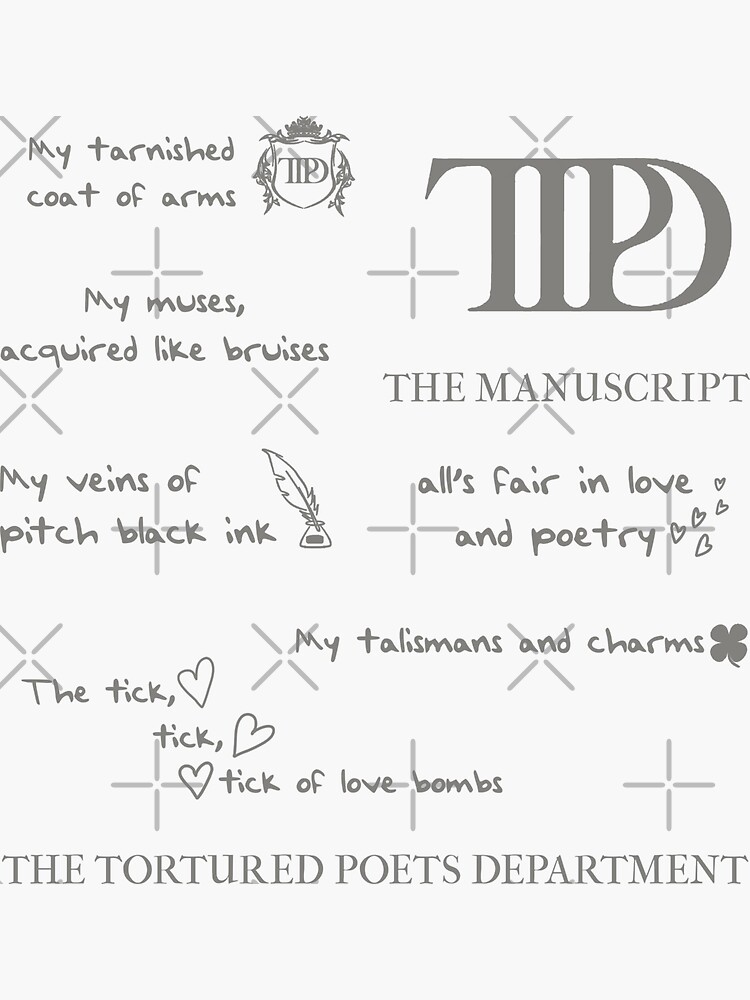 My tarnished
coat of arms
TTPD
TTPD
My muses,
acquired like bruises
THE MANUSCRIPT
My veins of
pitch black ink
all's fair in love
and poetry
My talismans and charms
The tick,
tick,
tick of love bombs
THE TORTURED POETS DEPARTMENT